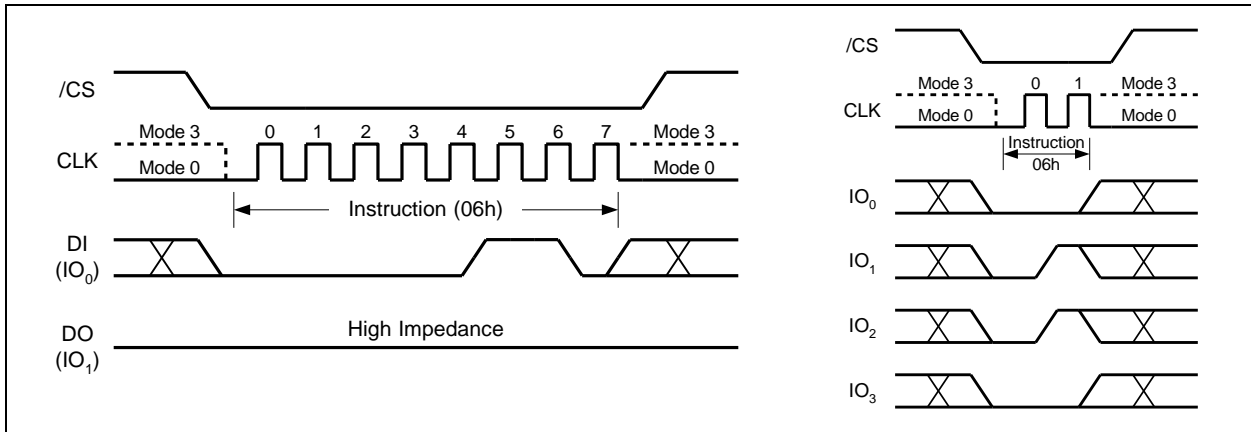 /CS
Mode 3 0 1 2 3 4 5 6 7 Mode 3
CLK Mode 0 Mode 0
Instruction (06h)
DI
(IO0)
DO High Impedance
(IO1)
/CS
Mode 3 0 1 Mode 3
CLK Mode 0 Mode 0
Instruction
06h
IO0
IO1
IO2
IO3